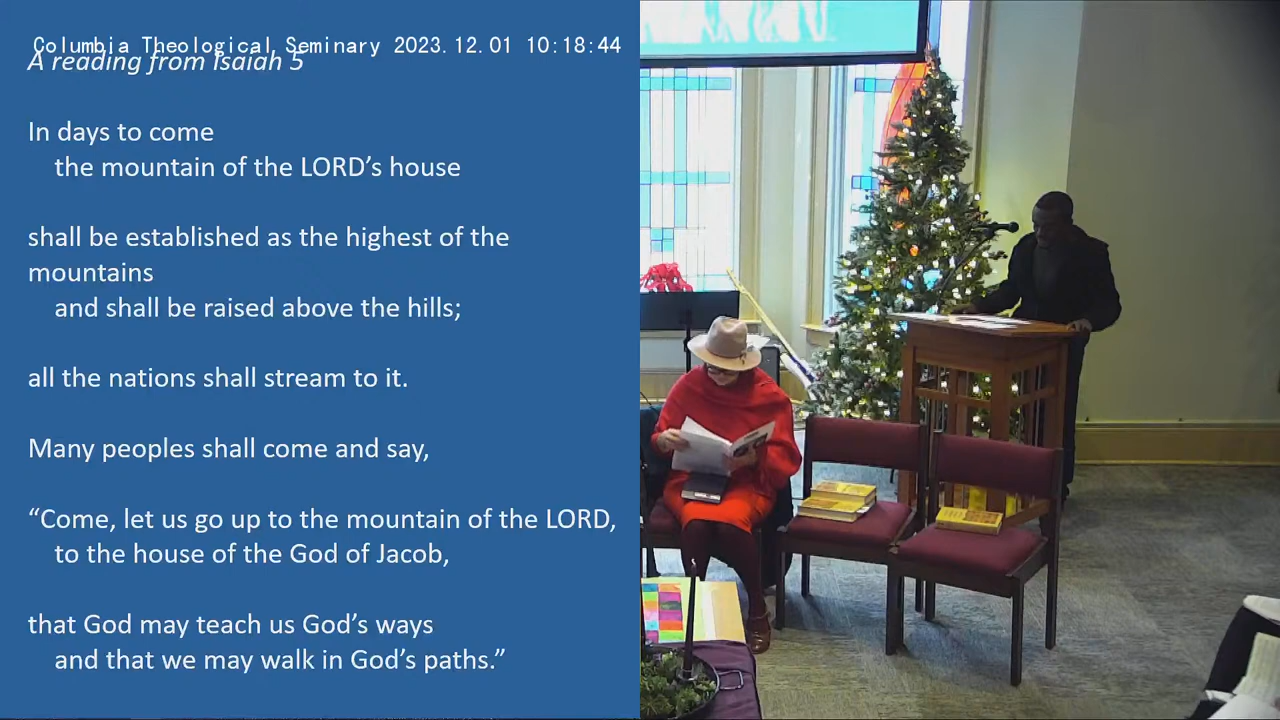 Columbia Theological Seminary 2023.12.01 10:18:44
A reading from Isaiah 5
In days to come
the mountain of the LORD’s house
shall be established as the highest of the
mountains
and shall be raised above the hills;
all the nations shall stream to it.
Many peoples shall come and say,
“Come, let us go up to the mountain of the LORD,
to the house of the God of Jacob,
that God may teach us God’s ways
and that we may walk in God’s paths.”